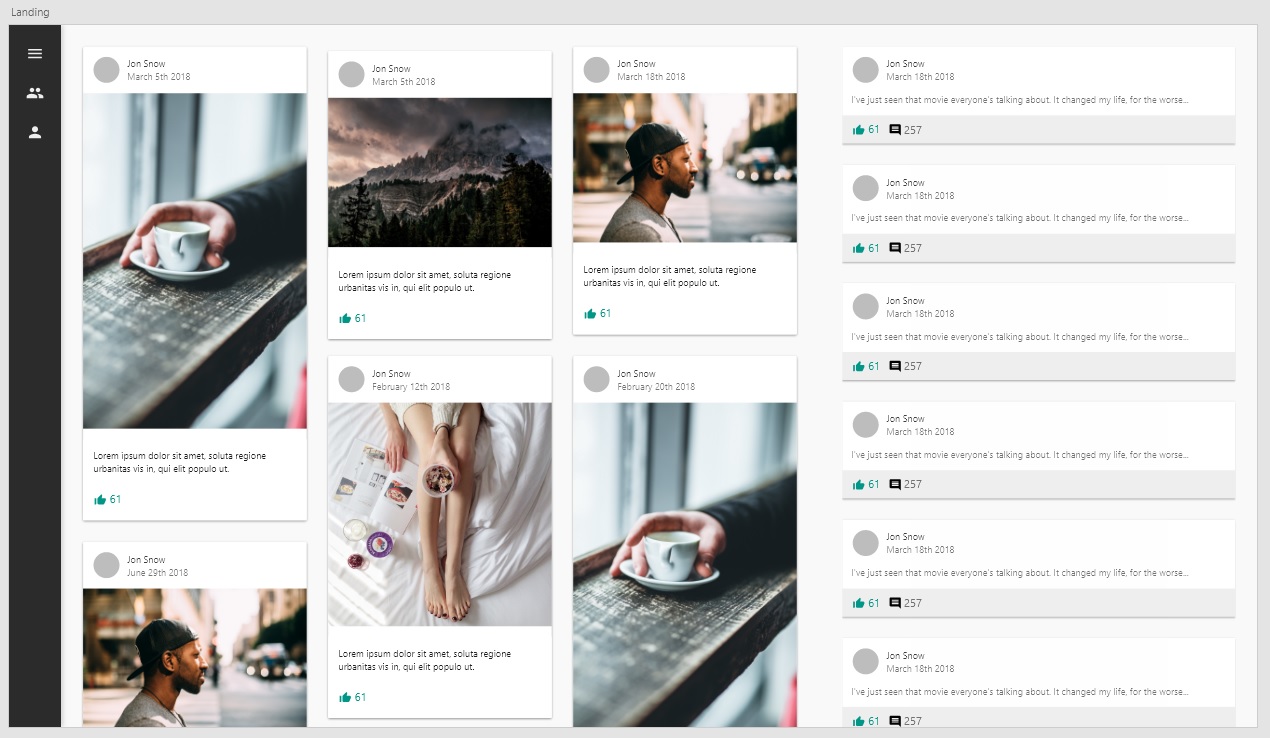 Landing
Jon Snow
March 5th 2018
Lorem ipsum dolor sit amet, soluta regione
urbanitas vis in, qui elit populo ut.
61
Jon Snow
June 29th 2018
Jon Snow
March 5th 2018
Lorem ipsum dolor sit amet, soluta regione
urbanitas vis in, qui elit populo ut.
61
Jon Snow
February 12th 2018
Lorem ipsum dolor sit amet, soluta regione
urbanitas vis in, qui elit populo ut.
61
Jon Snow
March 18th 2018
Lorem ipsum dolor sit amet, soluta regione
urbanitas vis in, qui elit populo ut.
61
Jon Snow
February 20th 2018
Jon Snow
March 18th 2018
I've just seen that movie everyone's talking about. It changed my life, for the worse...
61 257
Jon Snow
March 18th 2018
I've just seen that movie everyone's talking about. It changed my life, for the worse...
61 257
Jon Snow
March 18th 2018
I've just seen that movie everyone's talking about. It changed my life, for the worse...
61 257
Jon Snow
March 18th 2018
I've just seen that movie everyone's talking about. It changed my life, for the worse...
61 257
Jon Snow
March 18th 2018
I've just seen that movie everyone's talking about. It changed my life, for the worse...
61 257
Jon Snow
March 18th 2018
I've just seen that movie everyone's talking about. It changed my life, for the worse...
61 257